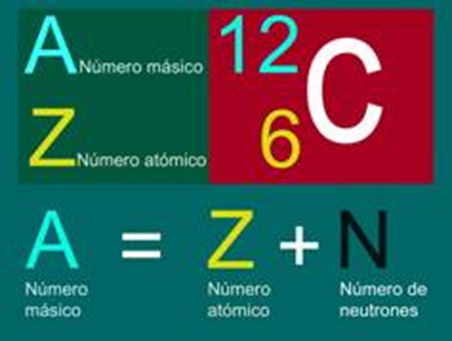 A Número másico
12
C
Z Número atómico
6
A = Z + N
Número másico
Número atómico
Número de neutrones